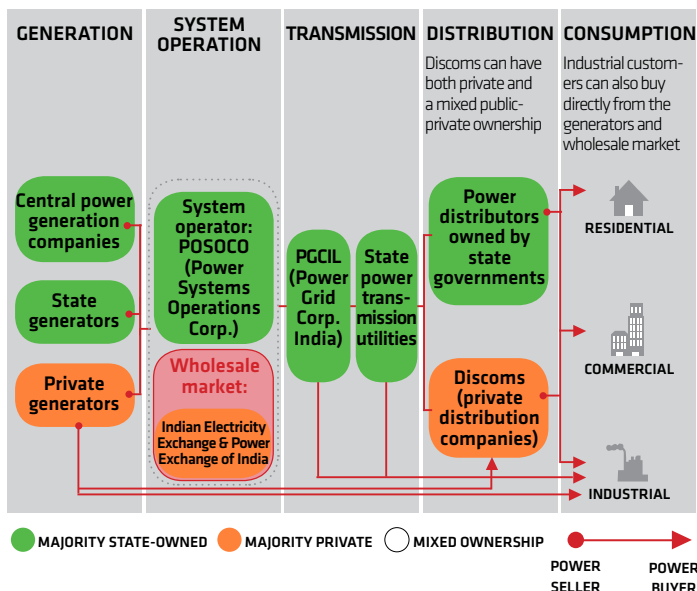 GENERATION
SYSTEM
OPERATION
TRANSMISSION
DISTRIBUTION
Discoms can have
both private and
a mixed public-
private ownership
CONSUMPTION
Industrial custom-
ers can also buy
directly from the
generators and
wholesale market
Central power
generation
companies
State
generators
Private
generators
System
operator:
POSOCO
(Power
Systems
Operations
Corp.)
Wholesale
market:
Indian Electricity
Exchange & Power
Exchange of India
PGCIL
(Power
Grid
Corp.
India)
State
power
trans-
mission
utilities
Power
distributors
owned by
state
governments
Discoms
(private
distribution
companies)
RESIDENTIAL
COMMERCIAL
INDUSTRIAL
MAJORITY STATE-OWNED
MAJORITY PRIVATE
MIXED OWNERSHIP
POWER
SELLER
POWER
BUYER